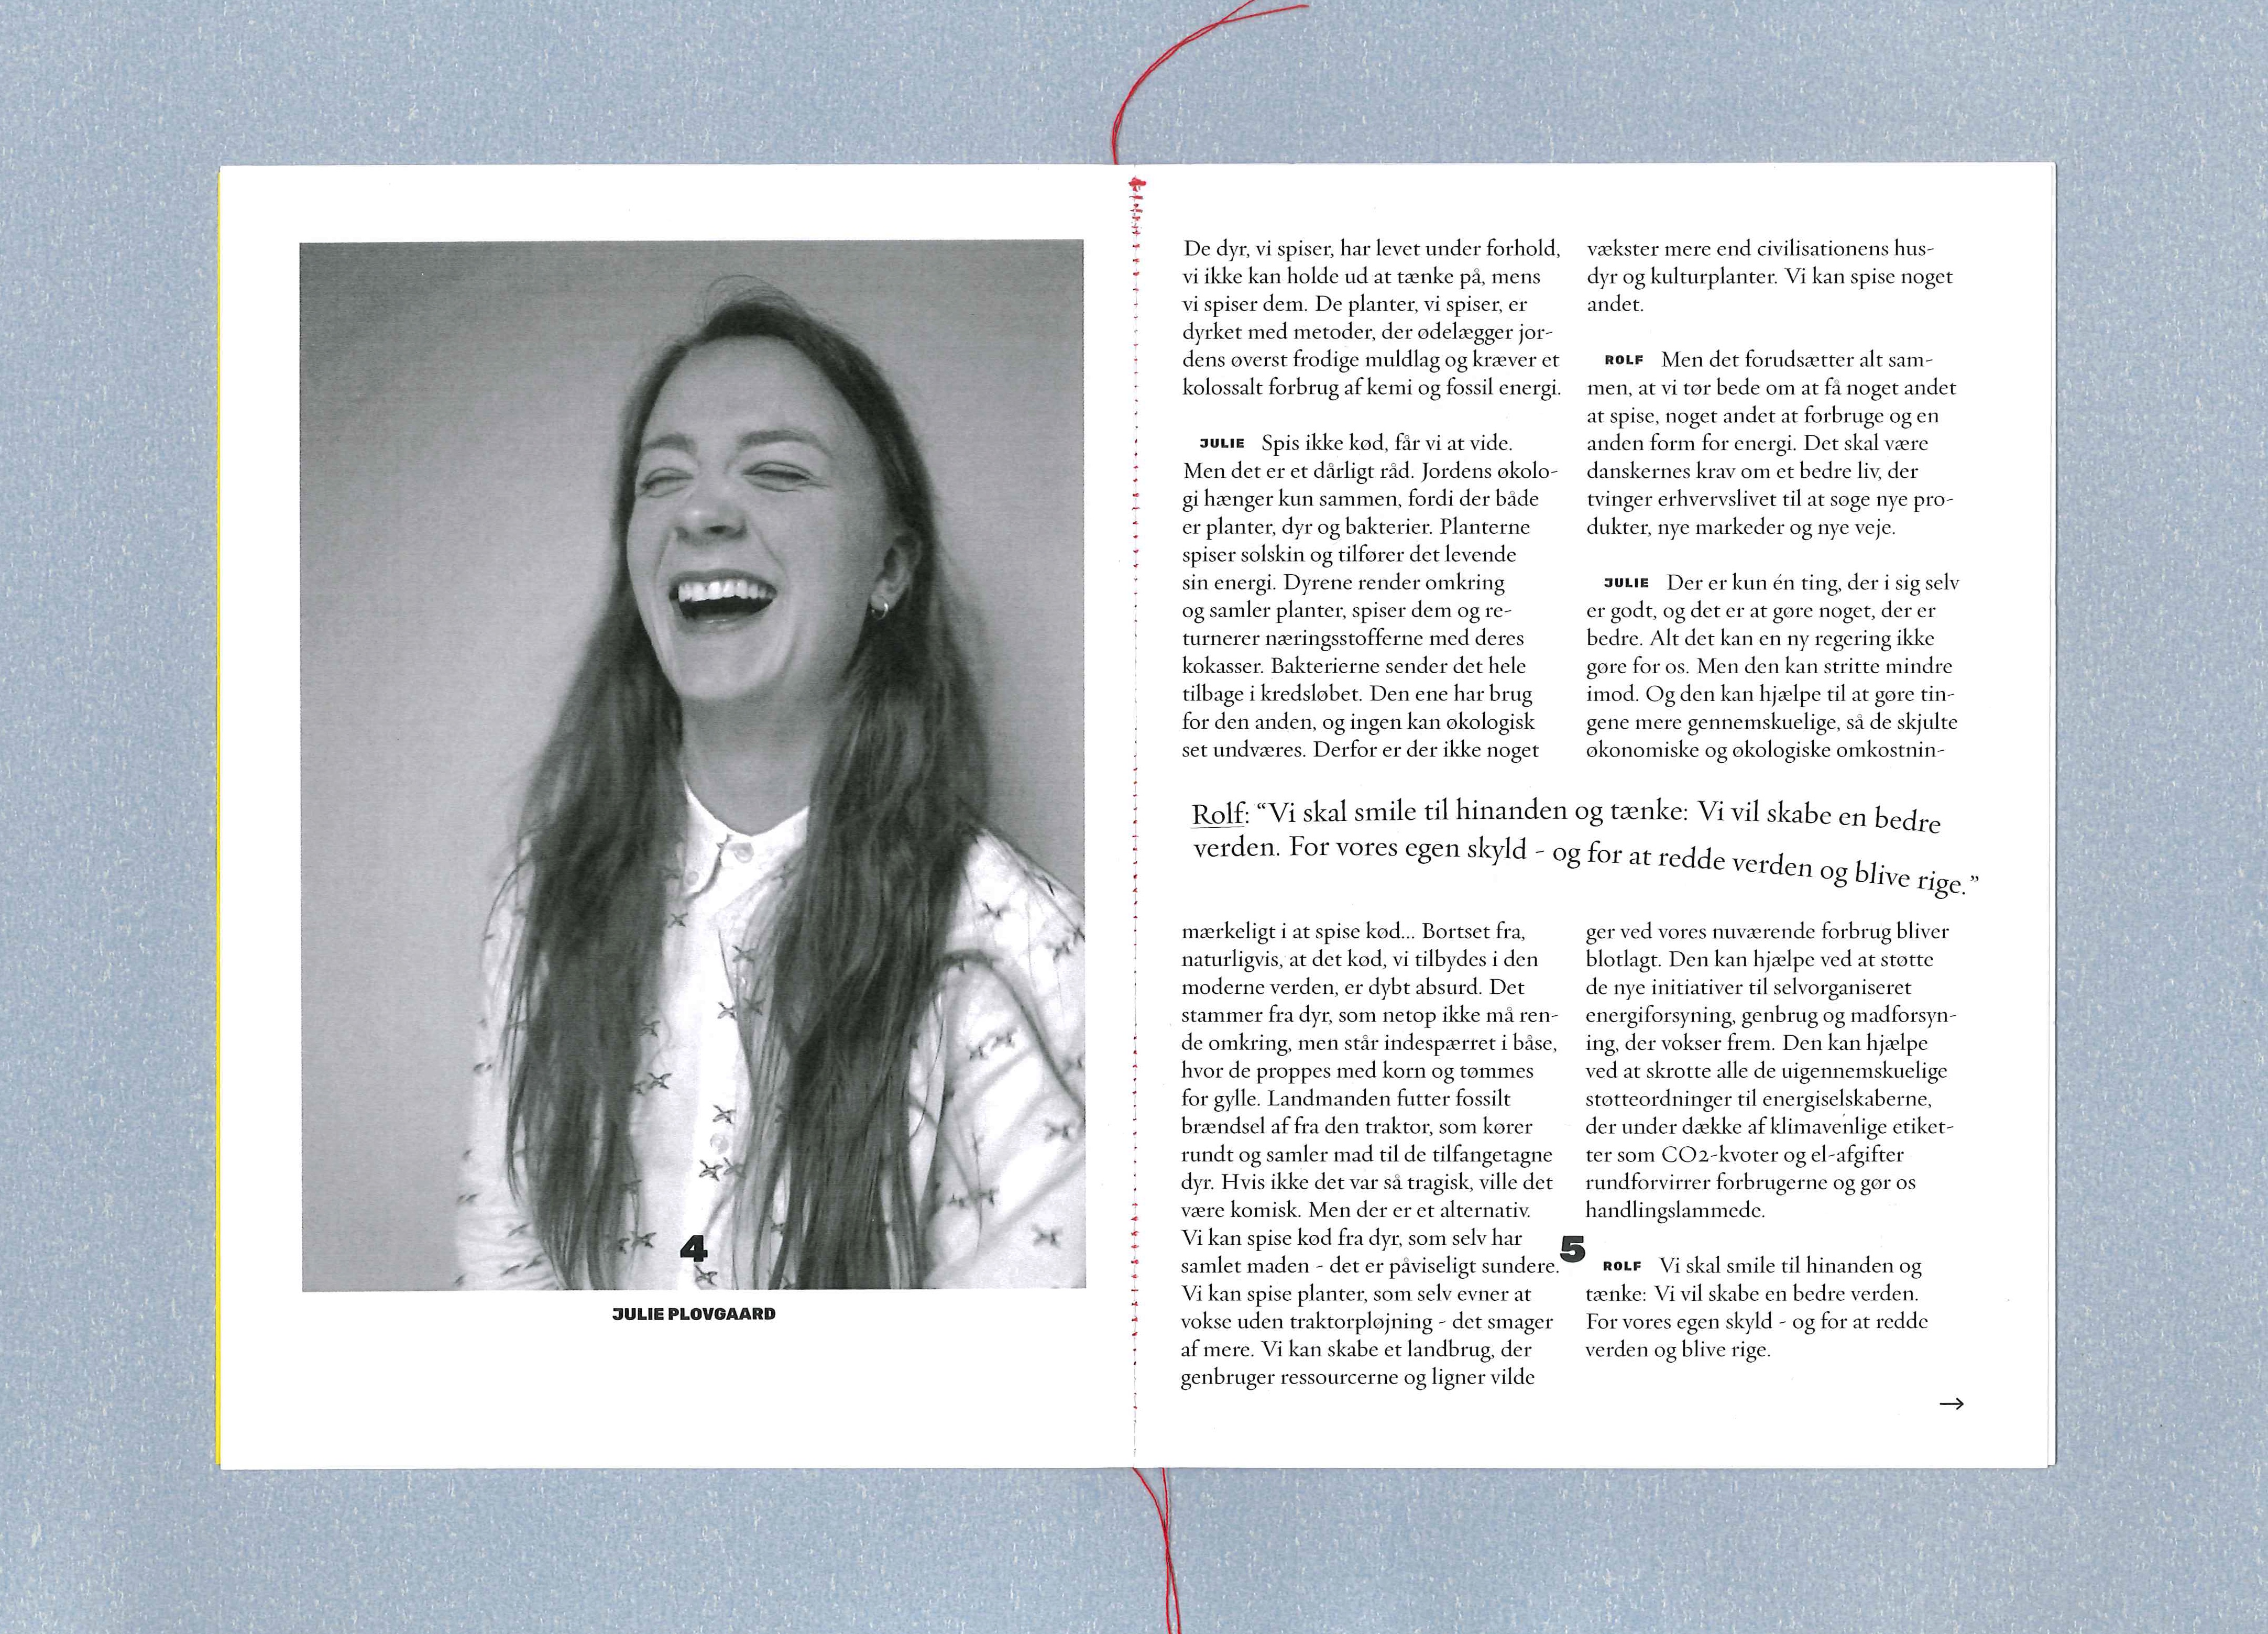 4
JULIE PLOVGAARD
De dyr, vi spiser, har levet under forhold,
vi ikke kan holde ud at tænke på, mens
vi spiser dem. De planter, vi spiser, er
dyrket med metoder, der ødelægger jor-
dens øverst frodige muldlag og kræver et
kolossalt forbrug af kemi og fossil energi.
JULIE Spis ikke kød, får vi at vide.
Men det er et dårligt råd. Jordens økolo-
gi hænger kun sammen, fordi der både
er planter, dyr og bakterier. Planterne
spiser solskin og tilfører det levende
sin energi. Dyrene render omkring
og samler planter, spiser dem og re-
turnerer næringsstofferne med deres
kokasser. Bakterierne sender det hele
tilbage i kredsløbet. Den ene har brug
for den anden, og ingen kan økologisk
set undværes. Derfor er der ikke noget
mærkeligt i at spise kød... Bortset fra,
naturligvis, at det kød, vi tilbydes i den
moderne verden, er dybt absurd. Det
stammer fra dyr, som netop ikke må ren-
de omkring, men står indespærret i båse,
hvor de proppes med korn og tømmes
for gylle. Landmanden futter fossilt
brændsel af fra den traktor, som kører
rundt og samler mad til de tilfangetagne
dyr. Hvis ikke det var så tragisk, ville det
være komisk. Men der er et alternativ.
Vi kan spise kød fra dyr, som selv har
samlet maden - det er påviseligt sundere.
Vi kan spise planter, som selv evner at
vokse uden traktorpløjning - det smager
af mere. Vi kan skabe et landbrug, der
genbruger ressourcerne og ligner vilde
vækster mere end civilisationens hus-
dyr og kulturplanter. Vi kan spise noget
andet.
ROLF Men det forudsætter alt sam-
men, at vi tør bede om at få noget andet
at spise, noget andet at forbruge og en
anden form for energi. Det skal være
danskernes krav om et bedre liv, der
tvinger erhvervslivet til at søge nye pro-
dukter, nye markeder og nye veje.
JULIE Der er kun én ting, der i sig selv
er godt, og det er at gøre noget, der er
bedre. Alt det kan en ny regering ikke
gøre for os. Men den kan stritte mindre
imod. Og den kan hjælpe til at gøre tin-
gene mere gennemskuelige, så de skjulte
økonomiske og økologiske omkostnin-
ger ved vores nuværende forbrug bliver
blotlagt. Den kan hjælpe ved at støtte
de nye initiativer til selvorganiseret
energiforsyning, genbrug og madforsyn-
ing, der vokser frem. Den kan hjælpe
ved at skrotte alle de uigennemskuelige
støtteordninger til energiselskaberne,
der under dække af klimavenlige etiket-
ter som CO2-kvoter og el-afgifter
rundforvirrer forbrugerne og gør os
handlingslammede.
ROLF Vi skal smile til hinanden og
tænke: Vi vil skabe en bedre verden.
For vores egen skyld - og for at redde
verden og blive rige.
Rolf: “Vi skal smile til hinanden og tænke: Vi vil skabe en bedre
verden. For vores egen skyld - og for at redde verden og blive rige.”
5
→